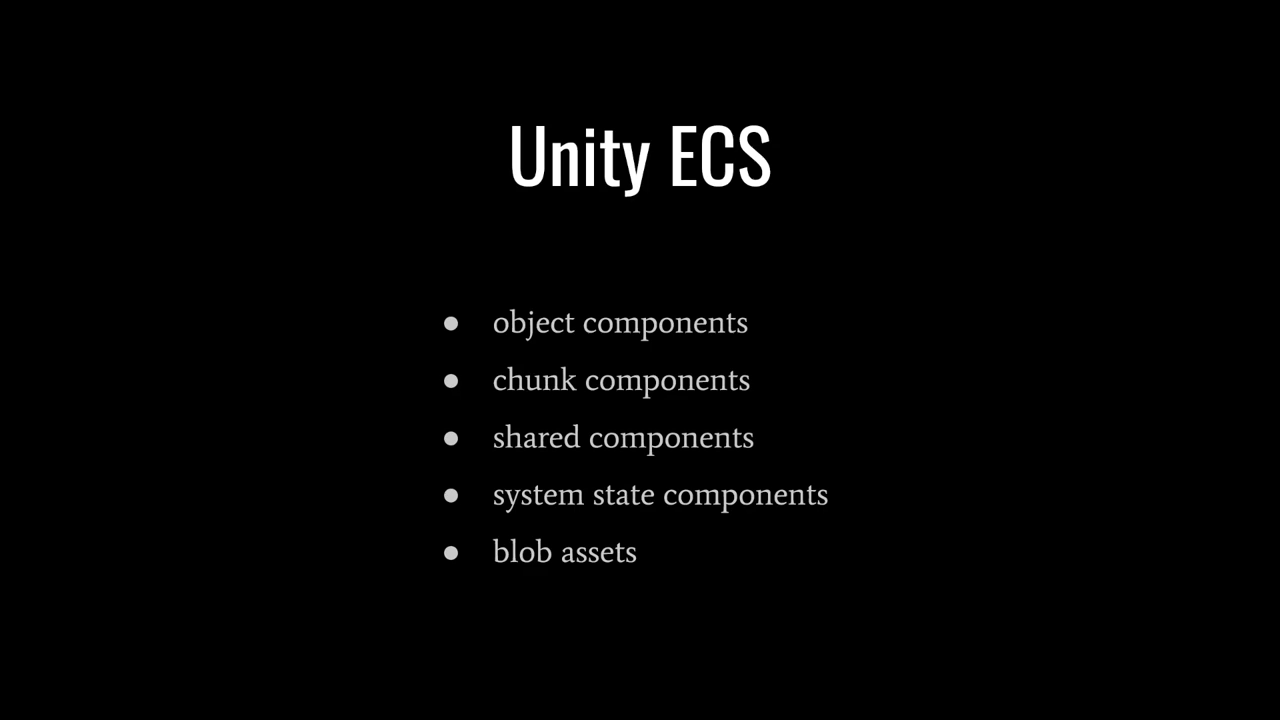 Unity ECS
● object components
● chunk components
● shared components
● system state components
● blob assets